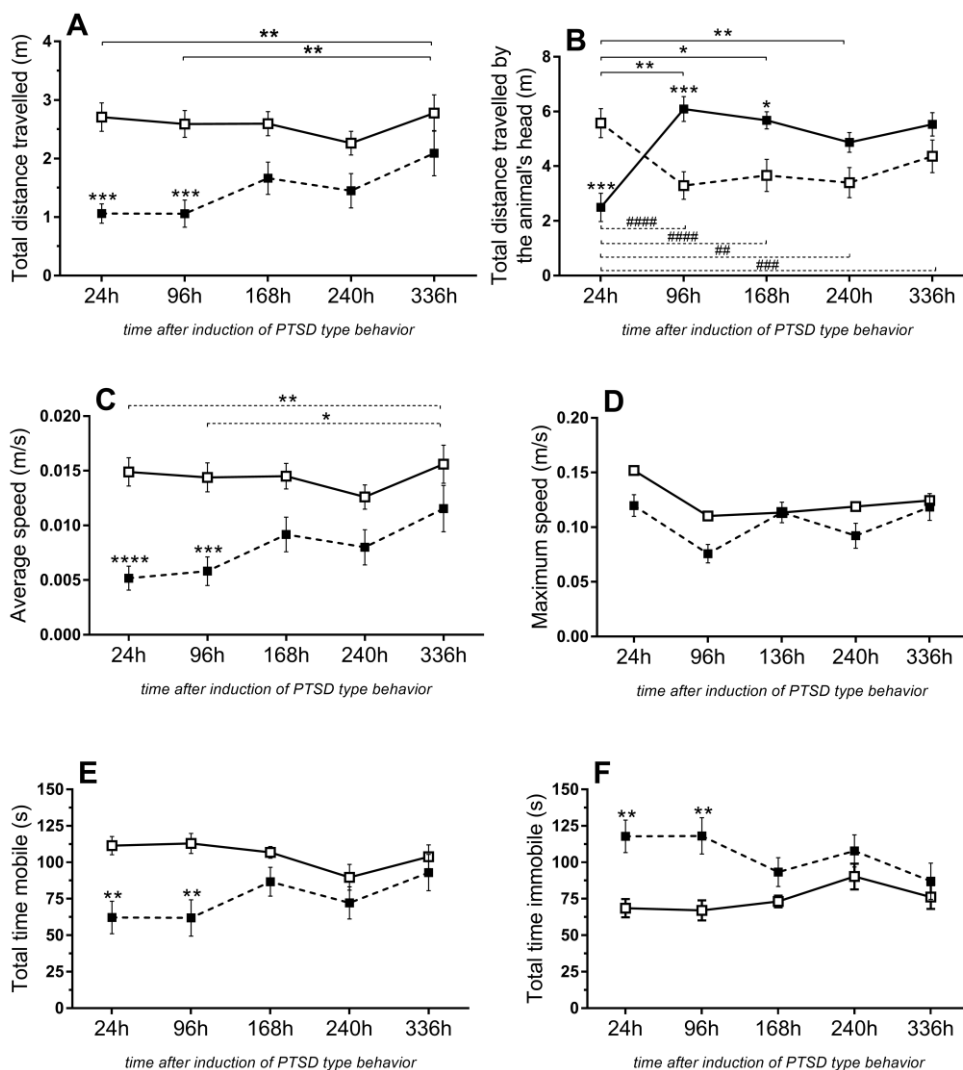 A
Total distance travelled (m)
**
**
4
3
2
1
0
***
***
24h 96h 168h 240h 336h
time after induction of PTSD type behavior
B
Total distance travelled by
the animal's head (m)
**
*
**
8
6
4
2
0
***
***
*
####
####
##
###
24h 96h 168h 240h 336h
time after induction of PTSD type behavior
C
Average speed (m/s)
**
*
0.020
0.015
0.010
0.005
0.000
****
***
24h 96h 168h 240h 336h
time after induction of PTSD type behavior
D
Maximum speed (m/s)
0.20
0.15
0.10
0.05
0.00
24h 96h 136h 240h 336h
time after induction of PTSD type behavior
E
Total time mobile (s)
150
125
100
75
50
25
0
**
**
24h 96h 168h 240h 336h
time after induction of PTSD type behavior
F
Total time immobile (s)
150
125
100
75
50
25
0
**
**
24h 96h 168h 240h 336h
time after induction of PTSD type behavior